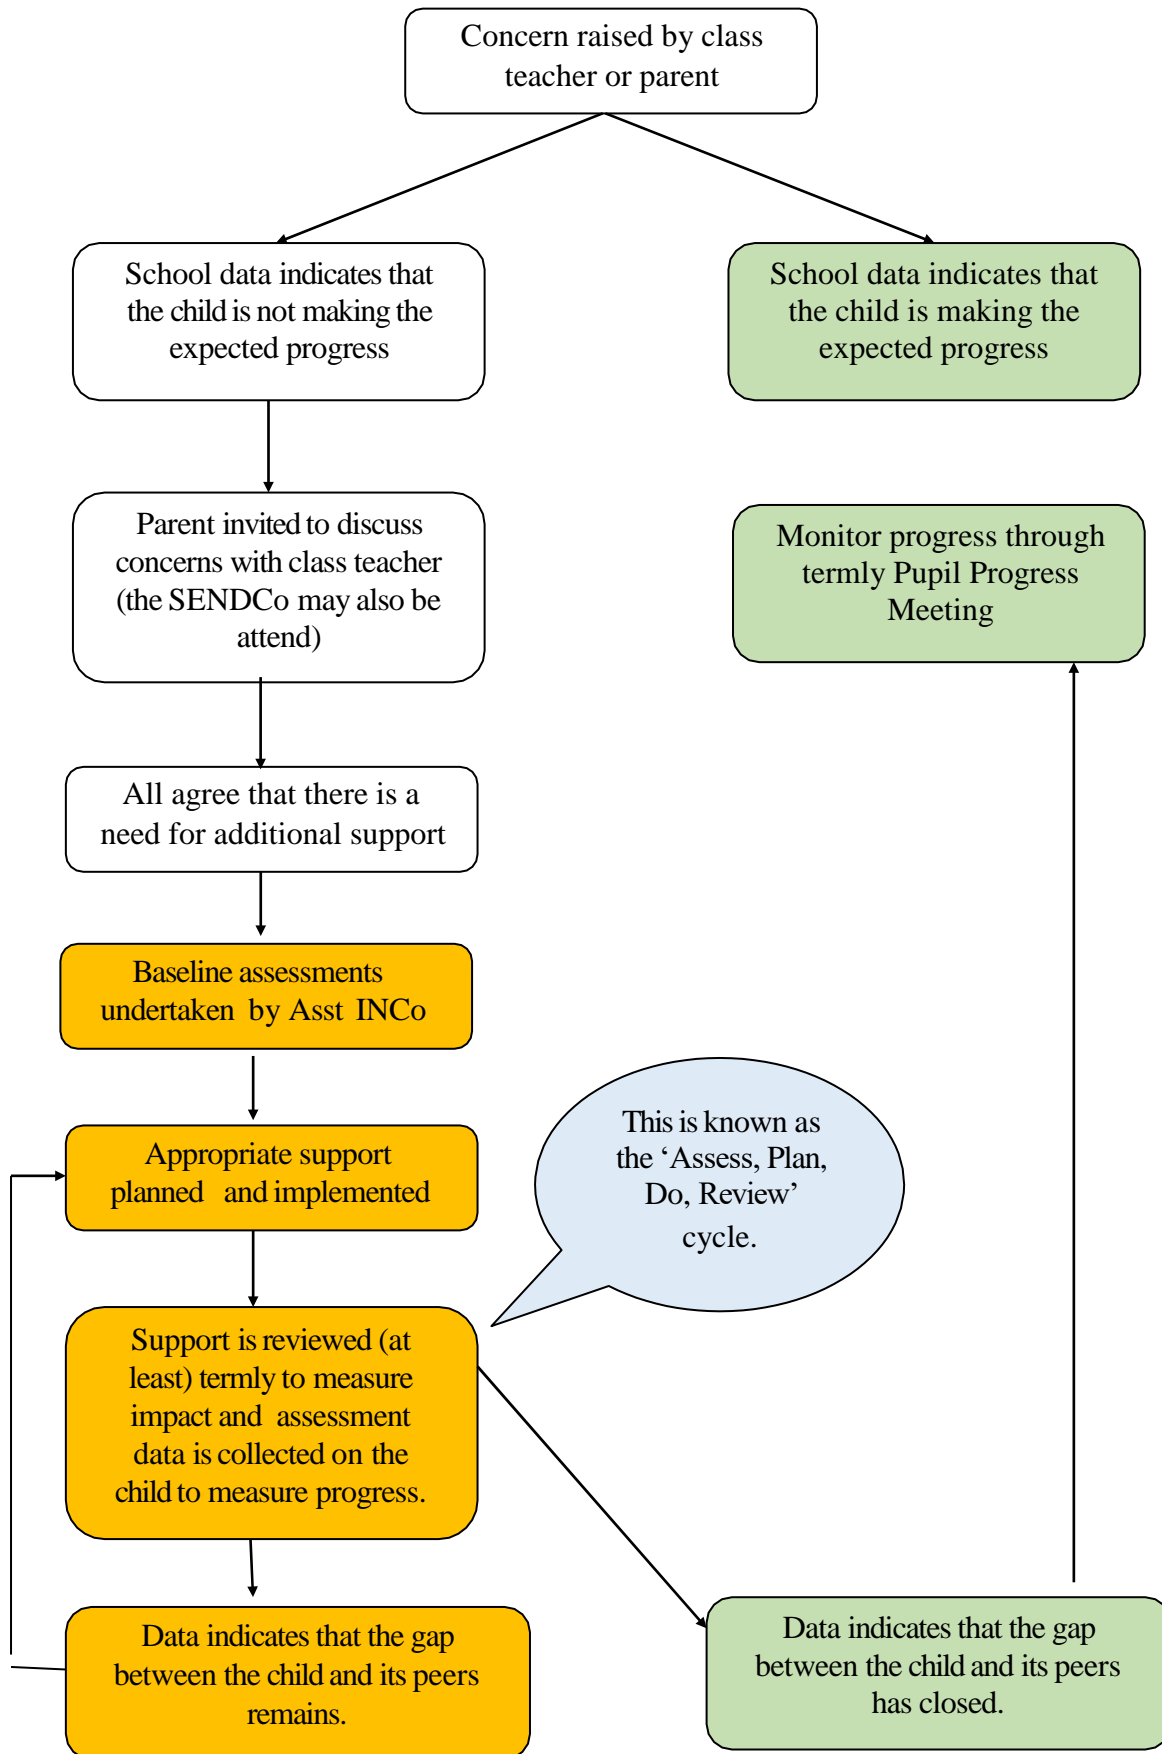 Concern raised by class
teacher or parent
School data indicates that
the child is not making the
expected progress
School data indicates that
the child is making the
expected progress
Parent invited to discuss
concerns with class teacher
(the SENDCo may also be
attend)
Monitor progress through
termly Pupil Progress
Meeting
All agree that there is a
need for additional support
Baseline assessments
undertaken by Asst INCo
Appropriate support
planned and implemented
This is known as
the ‘Assess, Plan,
Do, Review’
cycle.
Support is reviewed (at
least) termly to measure
impact and assessment
data is collected on the
child to measure progress.
Data indicates that the gap
between the child and its peers
remains.
Data indicates that the gap
between the child and its peers
has closed.